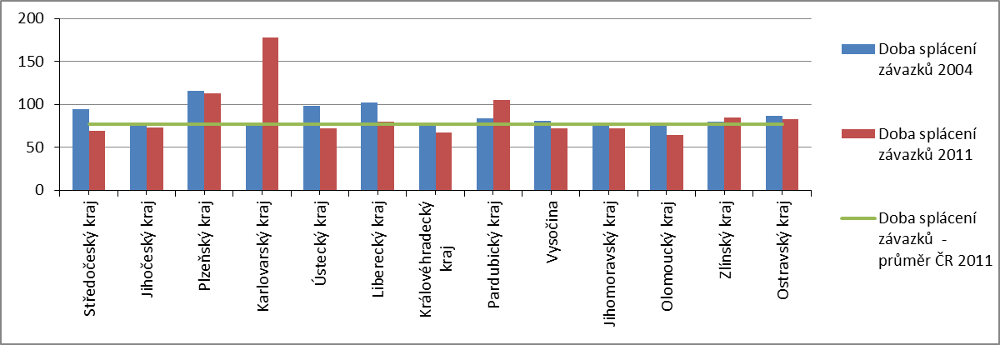 200
150
100
50
0
Středočeský kraj
Jihočeský kraj
Plzeňský kraj
Karlovarský kraj
Ústecký kraj
Liberecký kraj
Královéhradecký
kraj
Pardubický kraj
Vysočina
Jihomoravský kraj
Olomoucký kraj
Zlínský kraj
Ostravský kraj
Doba splácení
závazků 2004
Doba splácení
závazků 2011
Doba splácení
závazků -
průměr ČR 2011